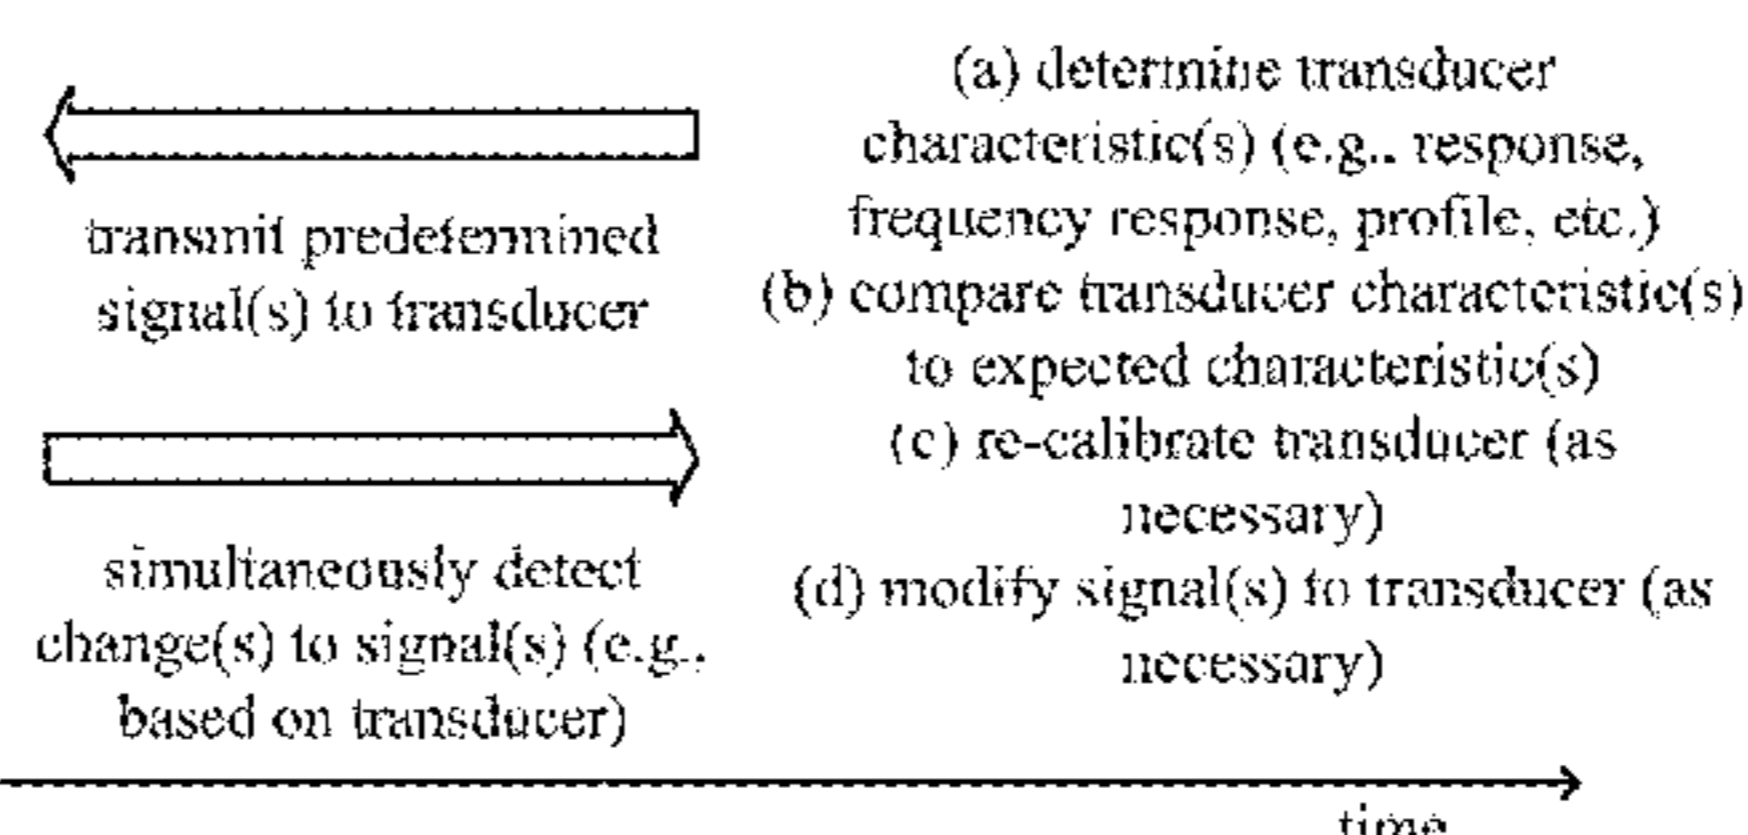 transmit predetermined
signal(s) to transducer
simultaneously detect
change(s) to signal(s) (e.g.,
based on transducer)
(a) determine transducer
characteristic(s) (e.g., response,
frequency response, profile, etc.)
(b) compare transducer characteristic(s)
to expected characteristic(s)
(c) re-calibrate transducer (as
necessary)
(d) modify signal(s) to transducer (as
necessary)
time